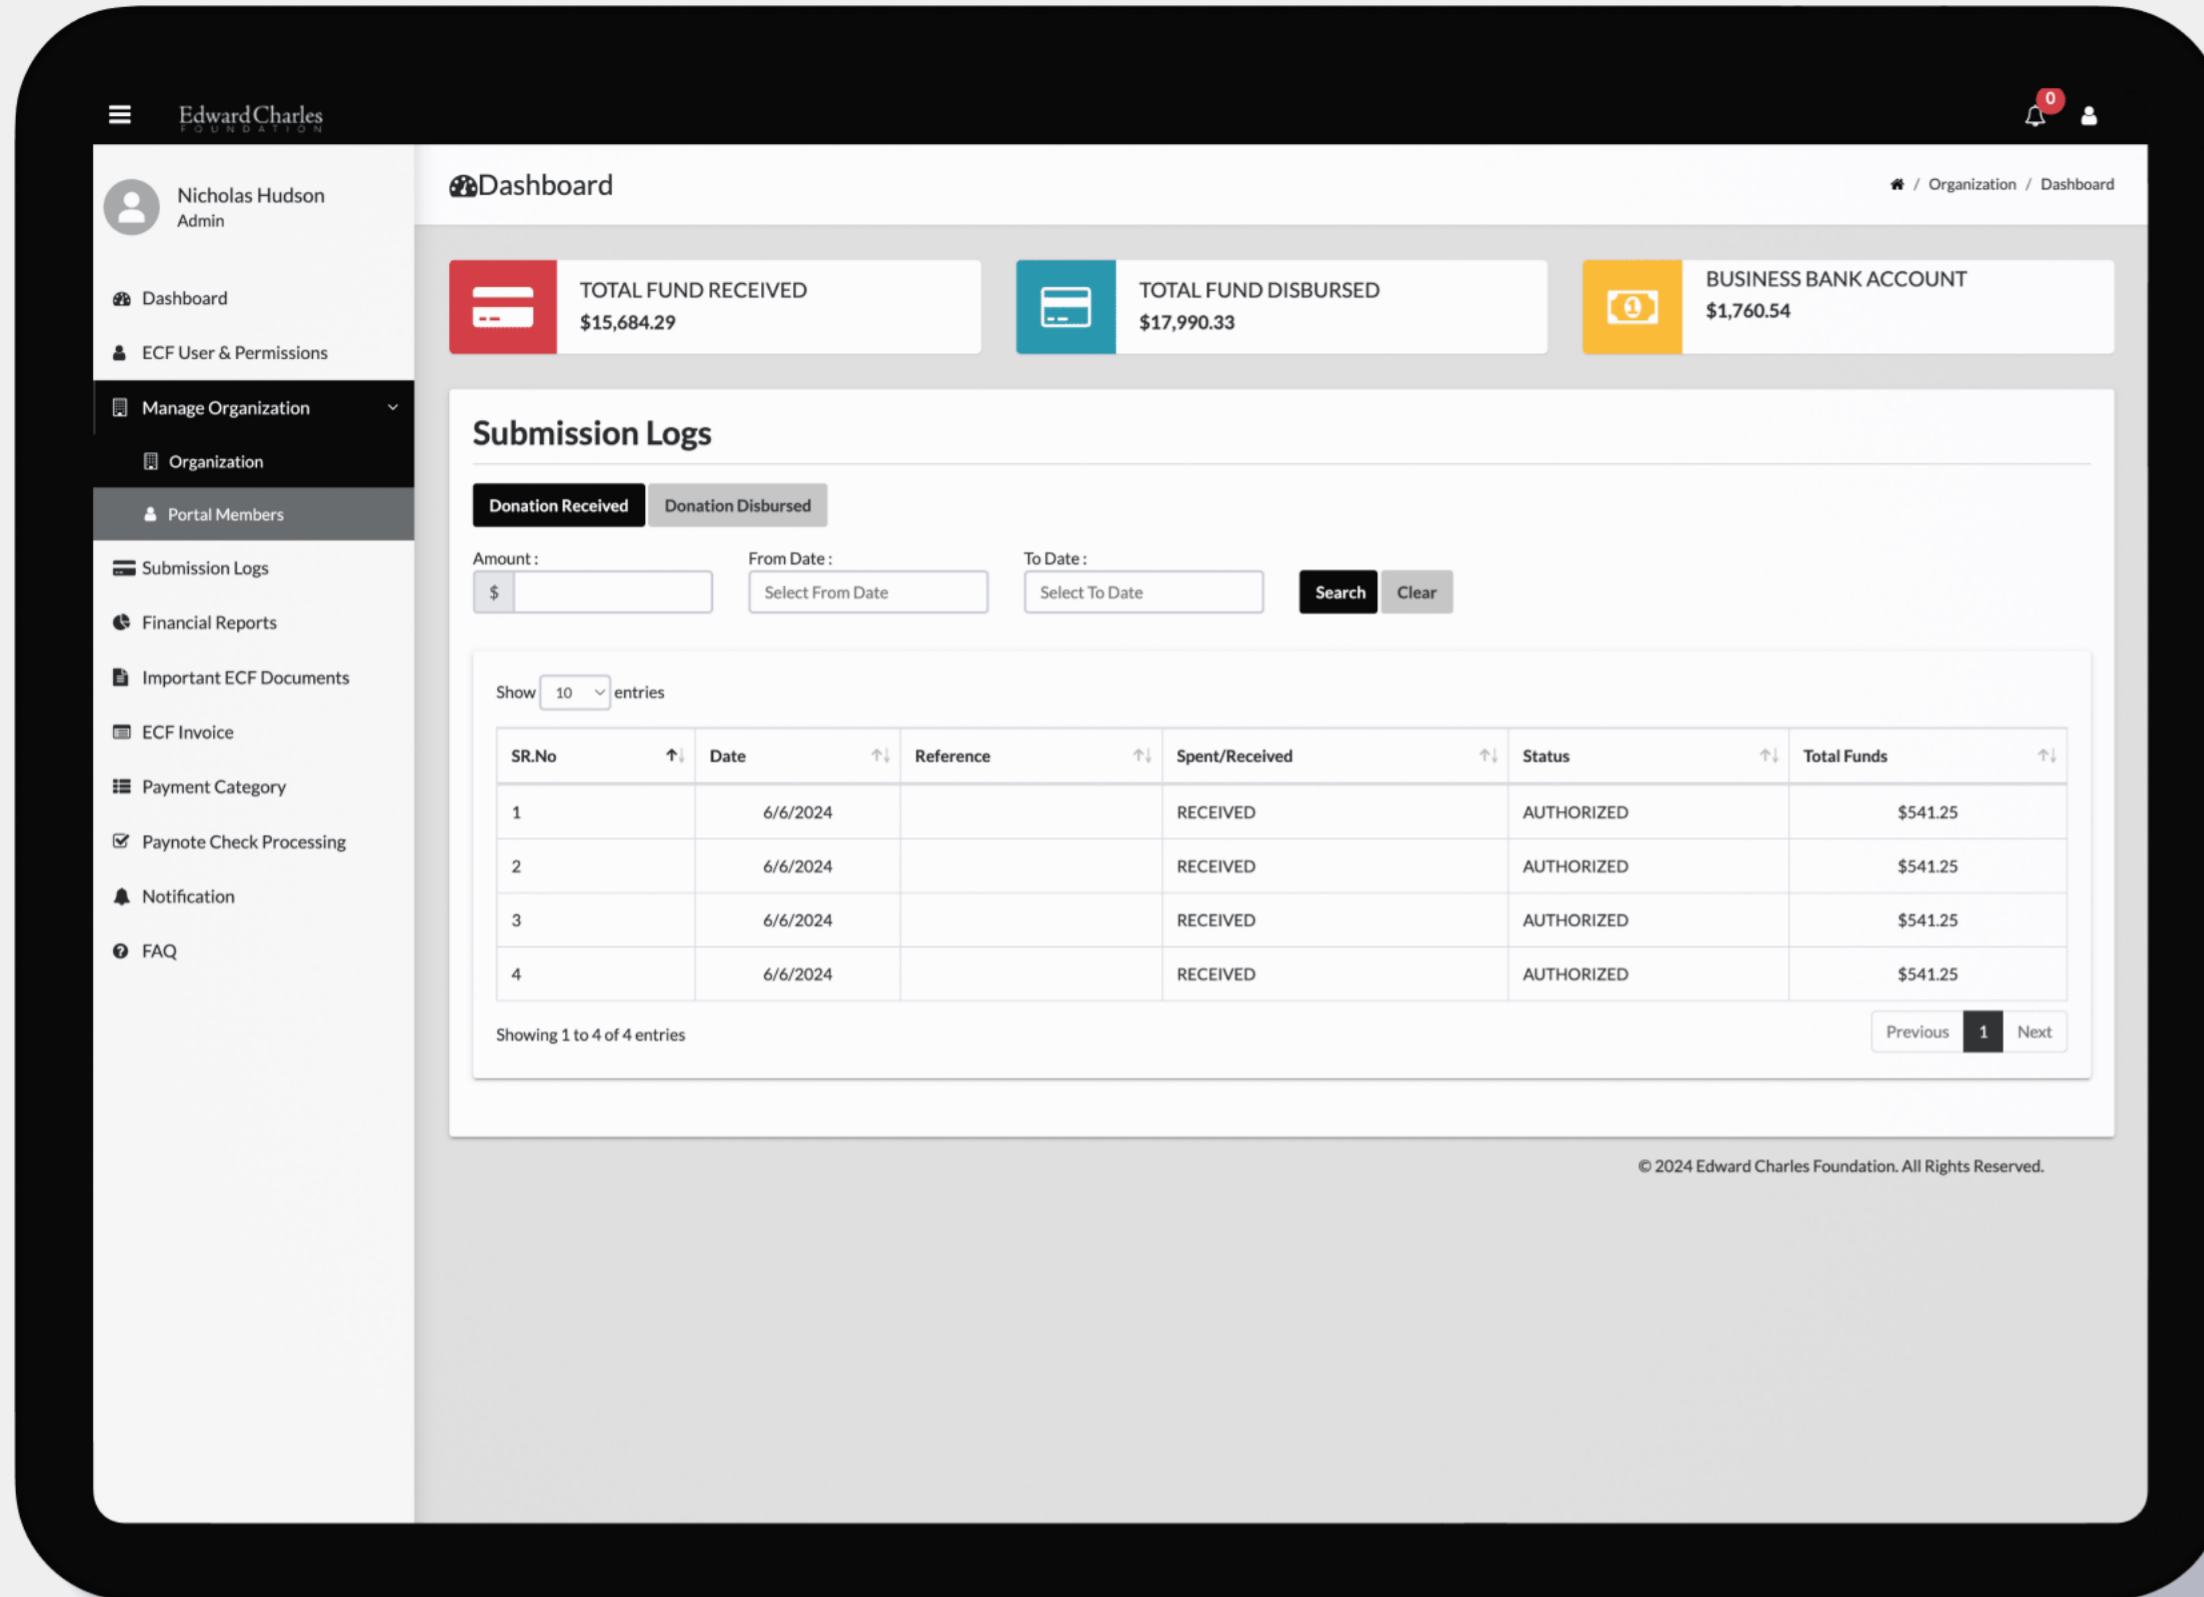 Edward Charles
FOUNDATION
0
Nicholas Hudson
Admin
Dashboard
ECF User & Permissions
Manage Organization
Organization
Portal Members
Submission Logs
Financial Reports
Important ECF Documents
ECF Invoice
Payment Category
Paynote Check Processing
Notification
FAQ
Dashboard
/ Organization / Dashboard
TOTAL FUND RECEIVED
$15,684.29
TOTAL FUND DISBURSED
$17,990.33
1
BUSINESS BANK ACCOUNT
$1,760.54
Submission Logs
Donation Received Donation Disbursed
Amount : From Date : To Date :
$ Select From Date Select To Date Search Clear
Show 10 entries
SR.No Date Reference Spent/Received Status Total Funds
1 6/6/2024 RECEIVED AUTHORIZED $541.25
2 6/6/2024 RECEIVED AUTHORIZED $541.25
3 6/6/2024 RECEIVED AUTHORIZED $541.25
4 6/6/2024 RECEIVED AUTHORIZED $541.25
Showing 1 to 4 of 4 entries
Previous 1 Next
© 2024 Edward Charles Foundation. All Rights Reserved.